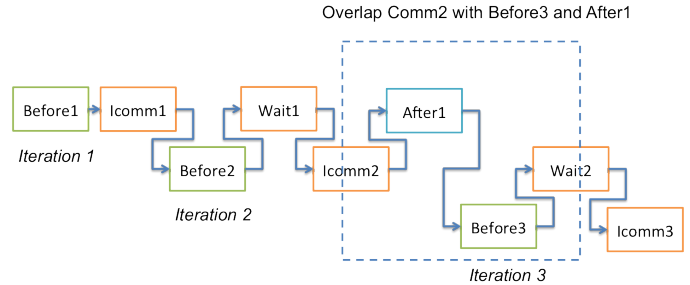 Overlap Comm2 with Before3 and After1
Before1
Icomm1
Wait1
After1
Iteration 1
Before2
Icomm2
Wait2
Iteration 2
Before3
Icomm3
Iteration 3